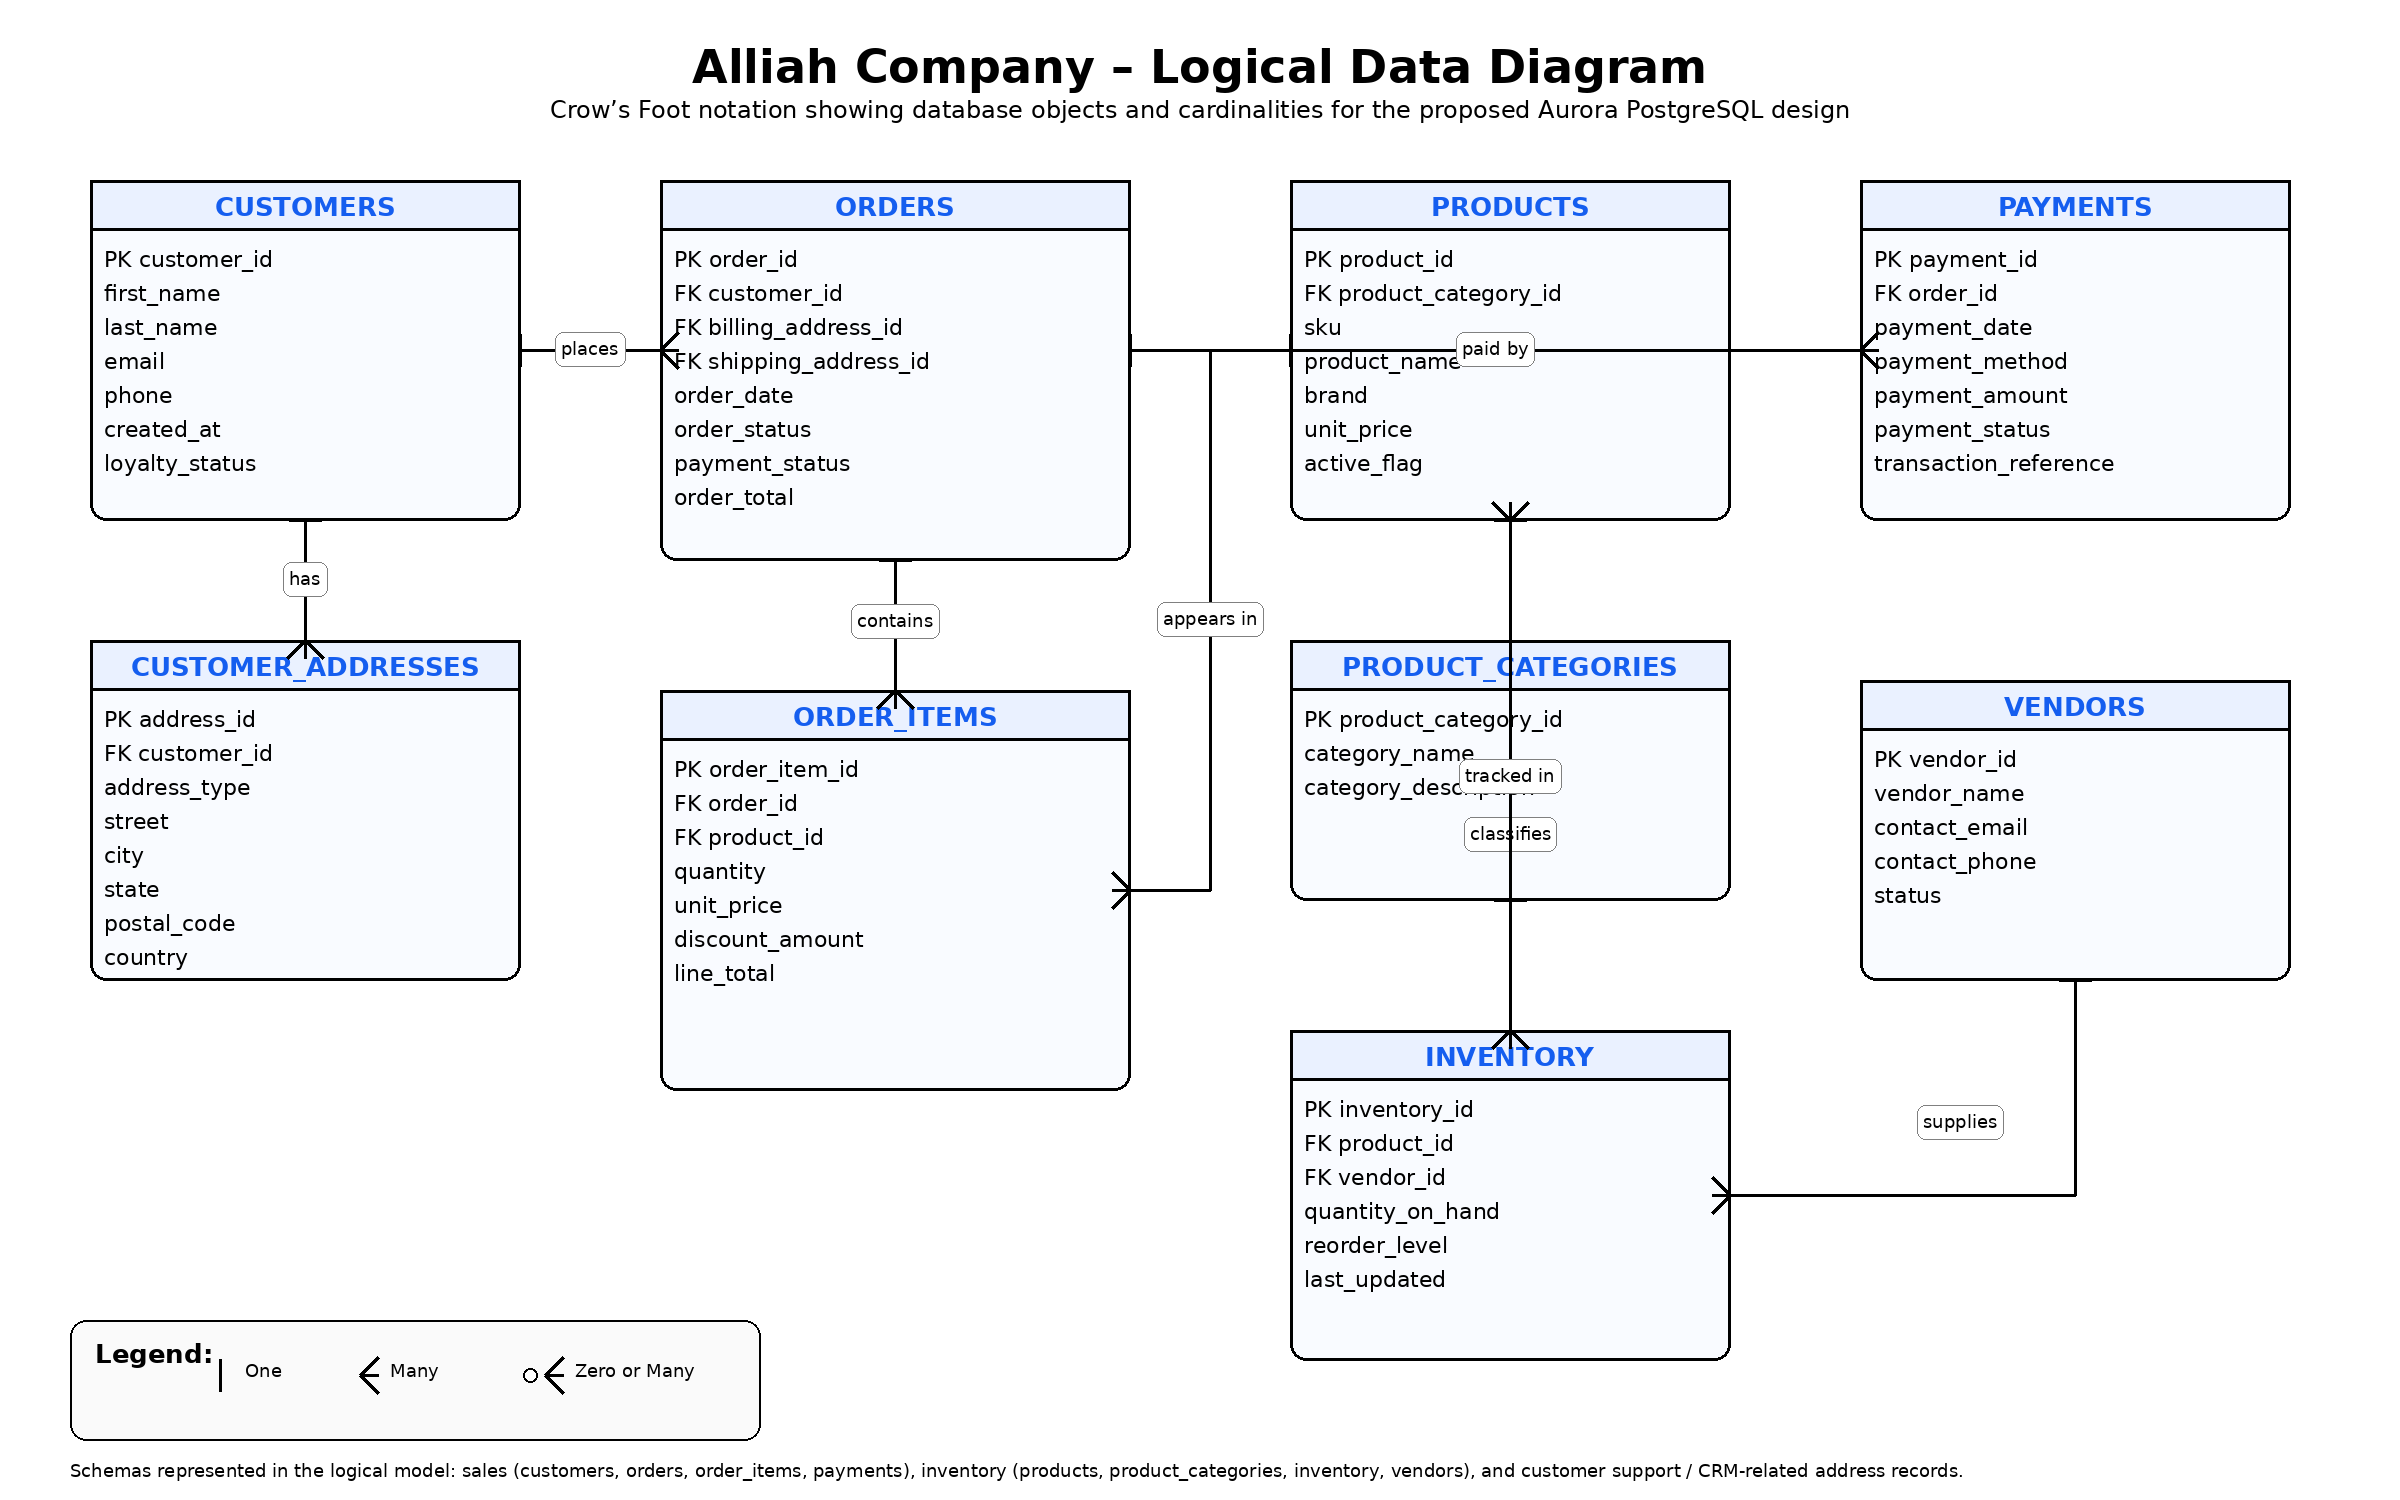 Alliah Company – Logical Data Diagram
Crow’s Foot notation showing database objects and cardinalities for the proposed Aurora PostgreSQL design
CUSTOMERS
PK customer_id
first_name
last_name
email
phone
created_at
loyalty_status
places
ORDERS
PK order_id
FK customer_id
FK billing_address_id
FK shipping_address_id
order_date
order_status
payment_status
order_total
PRODUCTS
PK product_id
FK product_category_id
sku
product_name
brand
unit_price
active_flag
paid by
PAYMENTS
PK payment_id
FK order_id
payment_date
payment_method
payment_amount
payment_status
transaction_reference
has
contains
appears in
CUSTOMER_ADDRESSES
PK address_id
FK customer_id
address_type
street
city
state
postal_code
country
ORDER_ITEMS
PK order_item_id
FK order_id
FK product_id
quantity
unit_price
discount_amount
line_total
PRODUCT_CATEGORIES
PK product_category_id
category_name
category_description
tracked in
classifies
VENDORS
PK vendor_id
vendor_name
contact_email
contact_phone
status
supplies
INVENTORY
PK inventory_id
FK product_id
FK vendor_id
quantity_on_hand
reorder_level
last_updated
Legend:
One
Many
Zero or Many
Schemas represented in the logical model: sales (customers, orders, order_items, payments), inventory (products, product_categories, inventory, vendors), and customer support / CRM-related address records.